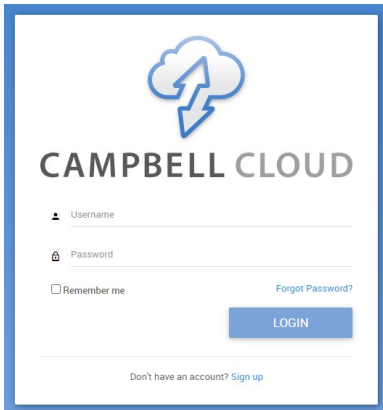 CAMPBELL CLOUD
Username
Password
Remember me
Forgot Password?
LOGIN
Don't have an account? Sign up